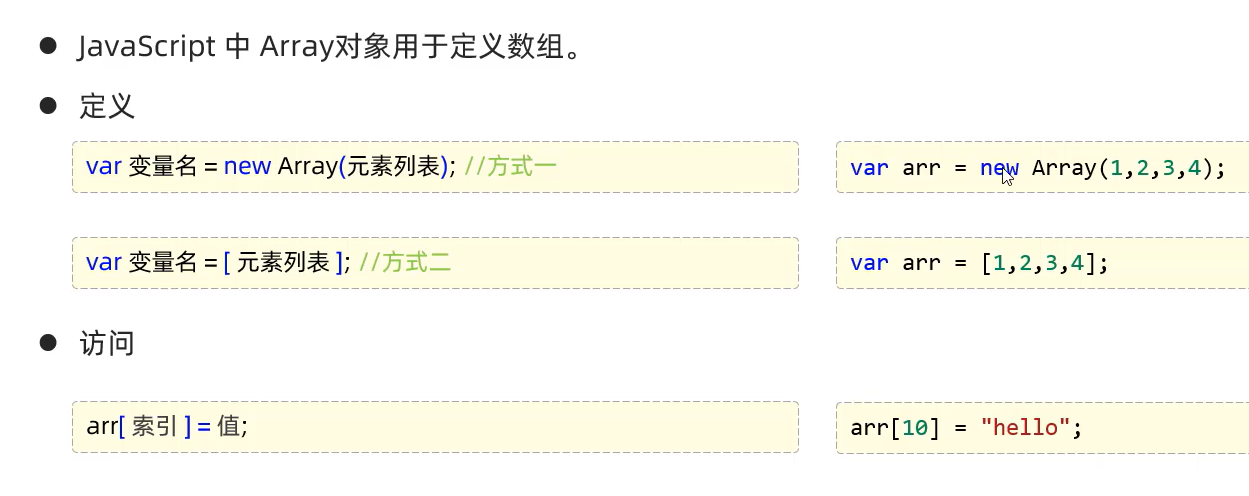 JavaScript 中 Array对象用于定义数组。
定义
var 变量名 = new Array(元素列表); //方式一
var arr = new Array(1,2,3,4);
var 变量名 = [ 元素列表 ]; //方式二
var arr = [1,2,3,4];
访问
arr[ 索引 ] = 值;
arr[10] = "hello";